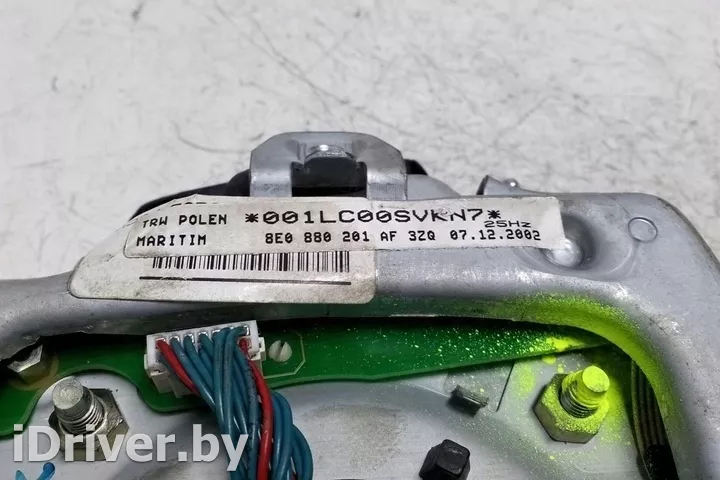 TRW POLEN *001LC00SVKN7*
25Hz
MARITIM 8E0 880 201 AF 3ZQ 07.12.2002
iDriver.by